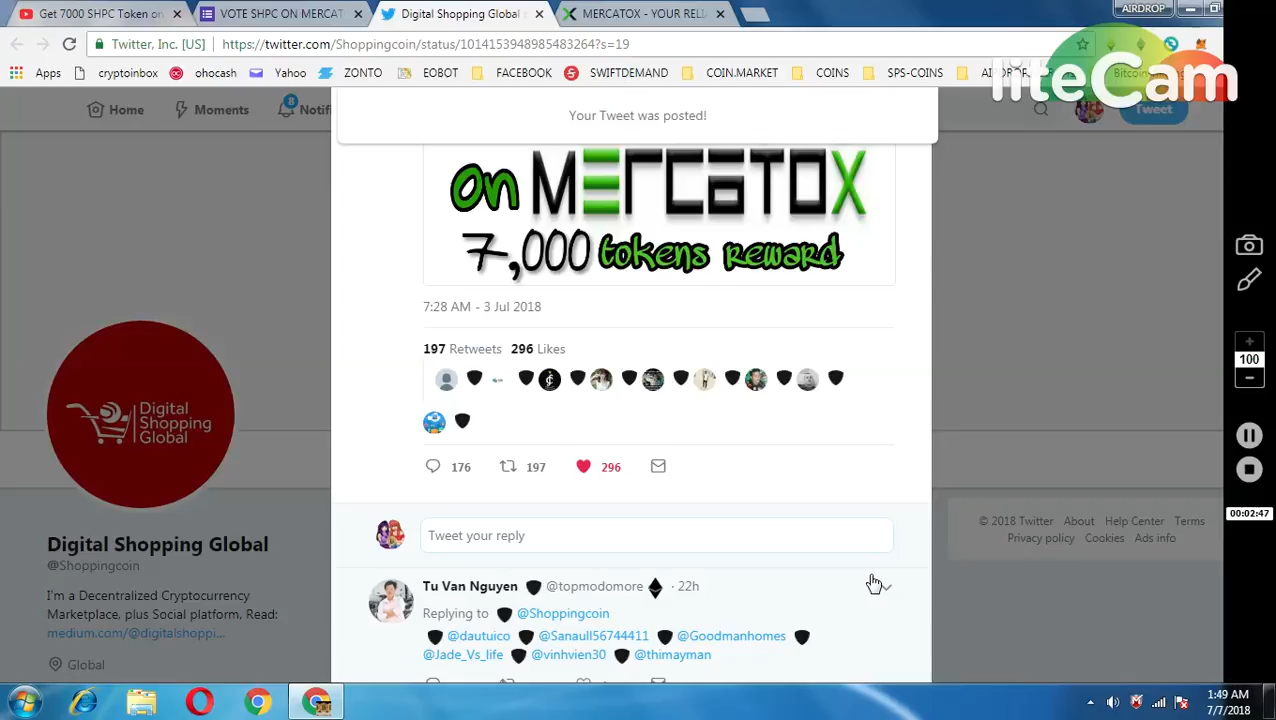 Get 7000 SHPC Token on
VOTE SHPC ON MERCAT
Digital Shopping Global
MERCATOX - YOUR RELI
AIRDROP
Twitter, Inc. [US]
https://twitter.com/Shoppingcoin/status/1014153948985483264?s=19
Apps
cryptoinbox
ohocash
Yahoo
EOBOT
FACEBOOK
SWIFTDEMAND
COIN.MARKET
COINS
SPS-COINS
liteCam
Home
Moments
8
Notifi
Tweet
Your Tweet was posted!
on MERCATOX
7,000 tokens reward
7:28 AM - 3 Jul 2018
197 Retweets 296 Likes
176
197
296
Tweet your reply
Tu Van Nguyen @topmodomore · 22h
Replying to @Shoppingcoin
@dautuico @Sanaull56744411 @Goodmanhomes
@Jade_Vs_life @vinhvien30 @thimayman
Digital
Shopping
Global
Digital Shopping Global
@Shoppingcoin
I'm a Decentralized Cryptocurrency
Marketplace, plus Social platform, Read:
medium.com/@digitalshoppi...
Global
© 2018 Twitter About Help Center Terms
Privacy policy Cookies Ads info
100
00:02:47
1:49 AM
7/7/2018